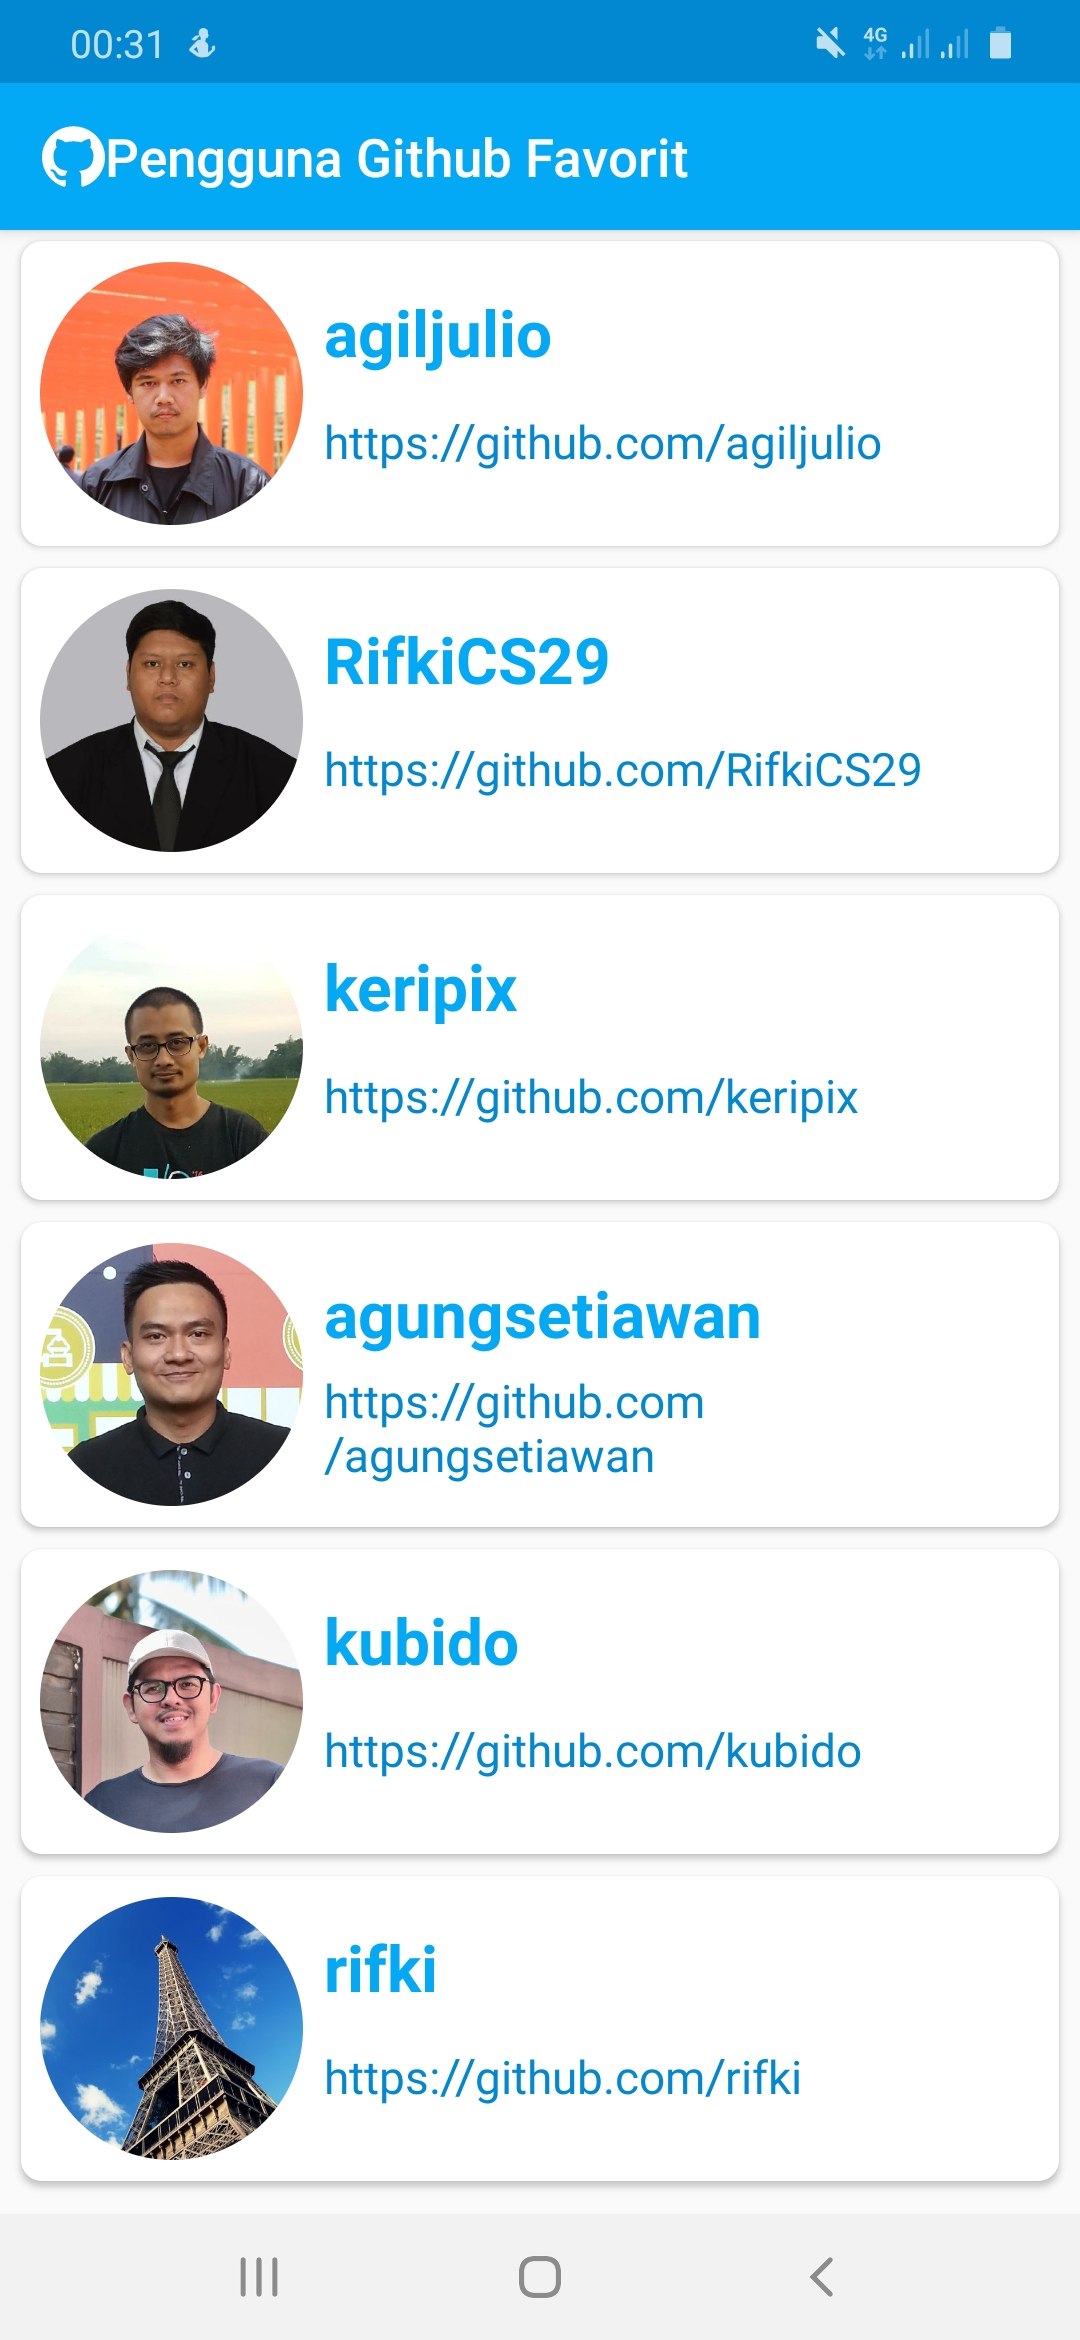 00:31
4G
Pengguna Github Favorit
agiljulio
https://github.com/agiljulio
RifkiCS29
https://github.com/RifkiCS29
keripix
https://github.com/keripix
agungsetiawan
https://github.com
/agungsetiawan
kubido
https://github.com/kubido
rifki
https://github.com/rifki